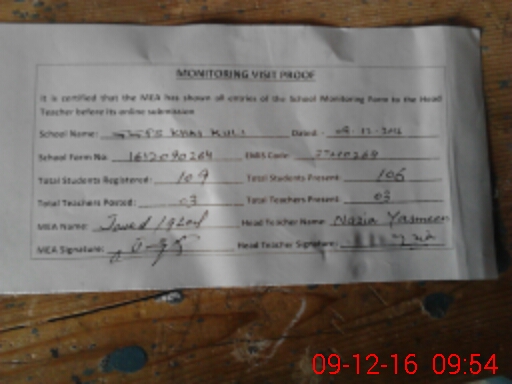 MONITORING VISIT PROOF
It is certified that the MEA has shown all entries of the School Monitoring Form to the Head
Teacher before its online submission
School Name: KHAS KULI Dated: 09-12-2016
School Form No: 1612090264 EMIS Code:
Total Students Registered: 109 Total Students Present: 106
Total Teachers Posted: 03 Total Teachers Present: 03
MEA Name: Javed Iqbal Head Teacher Name: Nazia Yasmeen
MEA Signature: Head Teacher Signature:
09-12-16 09:54